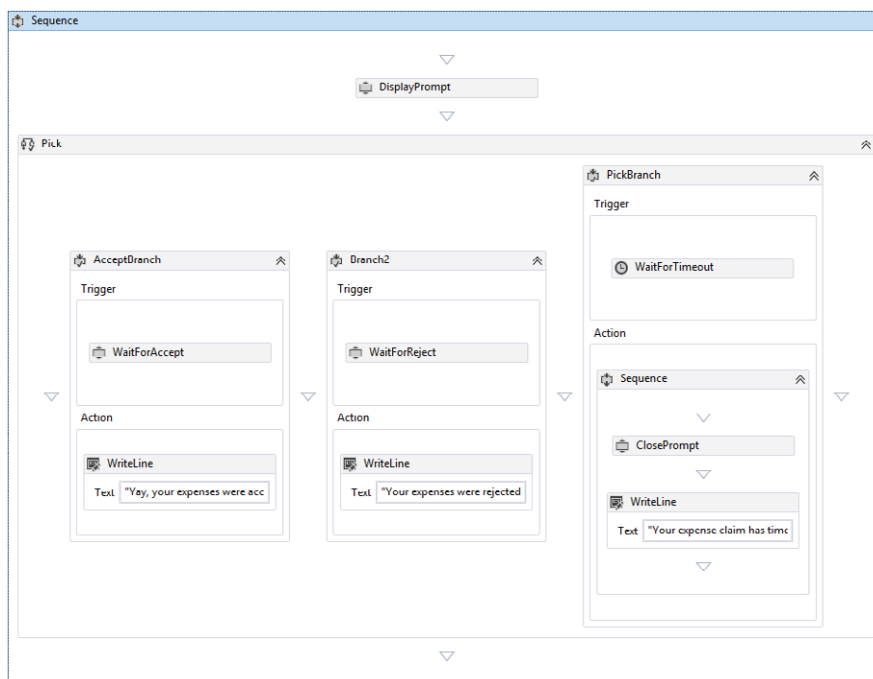 Sequence
DisplayPrompt
Pick
AcceptBranch
Trigger
WaitForAccept
Action
WriteLine
Text "Yay, your expenses were acc
Branch2
Trigger
WaitForReject
Action
WriteLine
Text "Your expenses were rejected
PickBranch
Trigger
WaitForTimeout
Action
Sequence
ClosePrompt
WriteLine
Text "Your expense claim has time